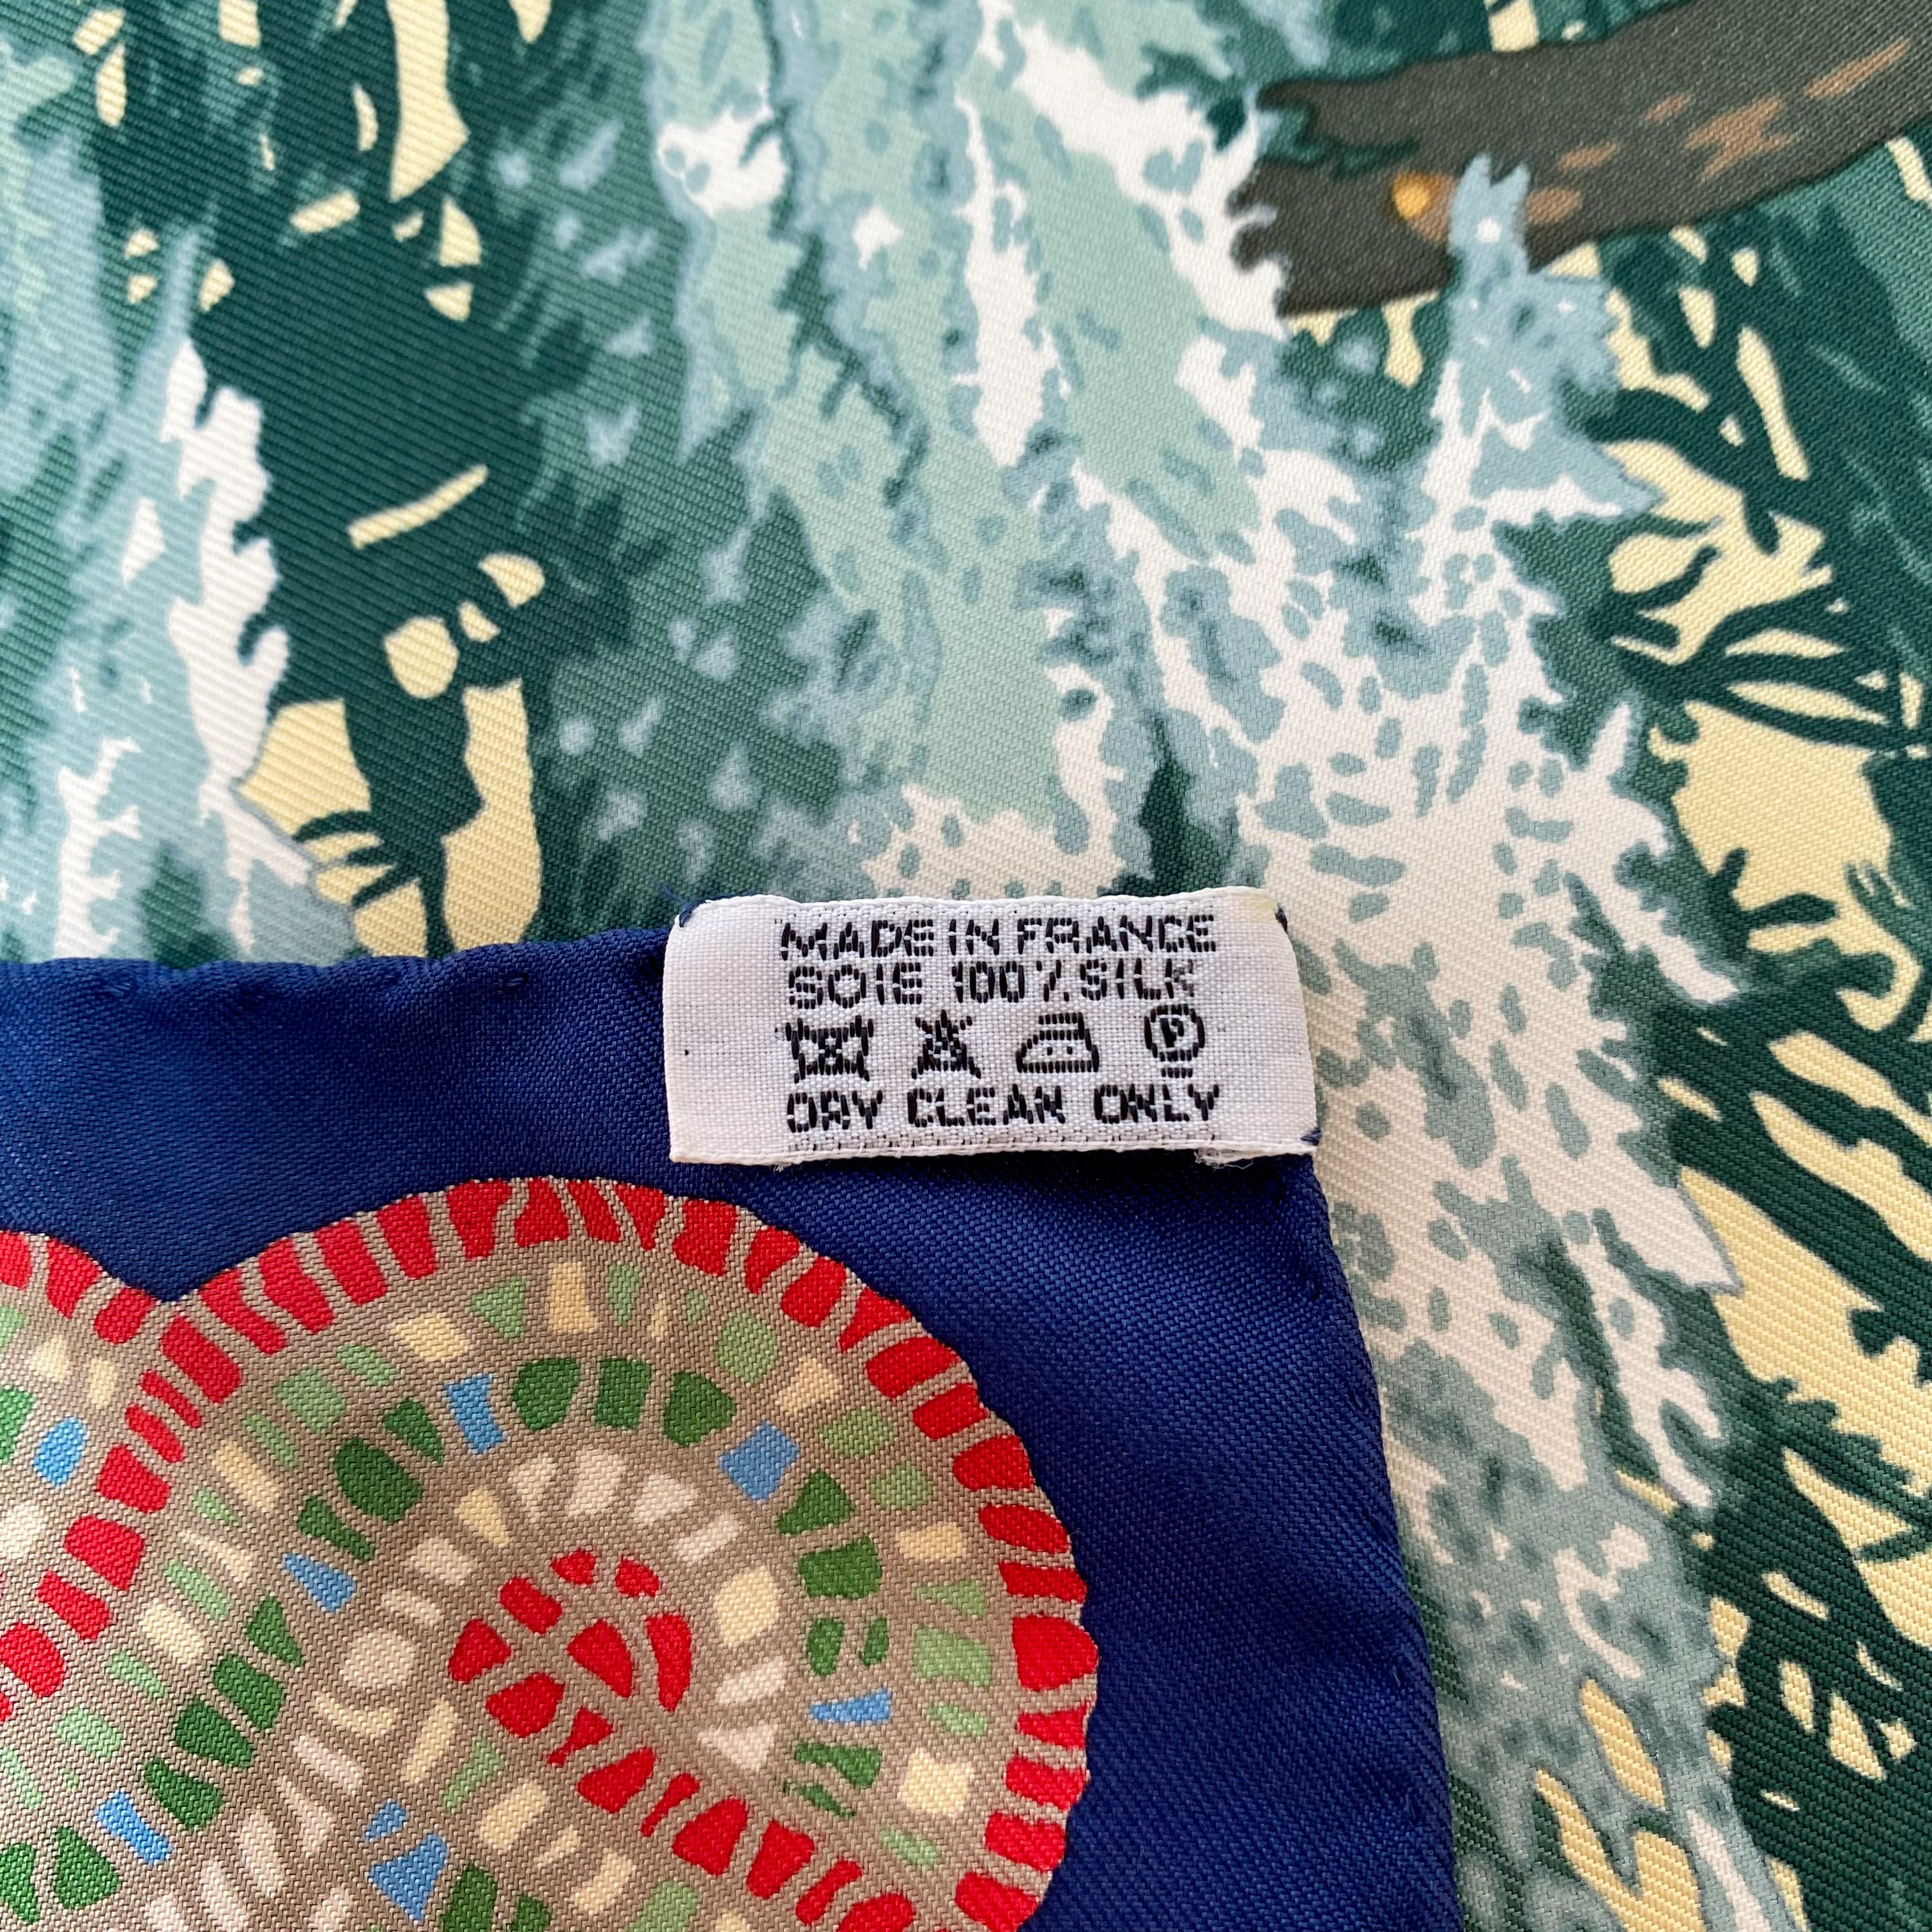 MADE IN FRANCE
SOIE 100% SILK
P
DRY CLEAN ONLY